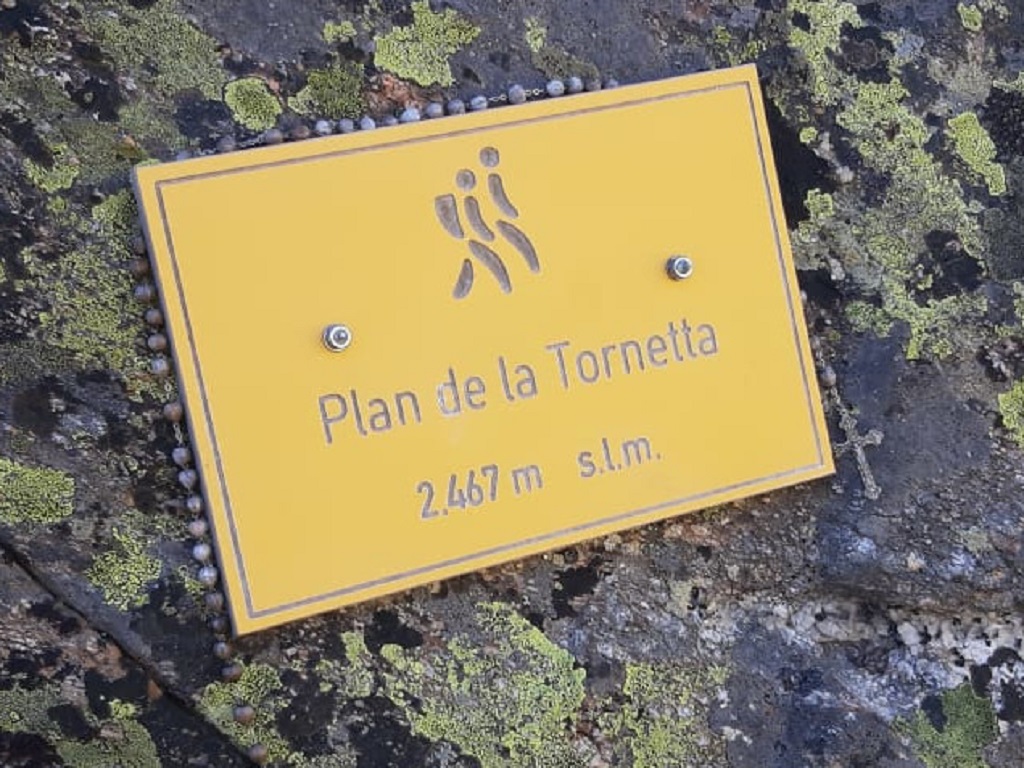 Plan de la Tornetta
2.467 m s.l.m.